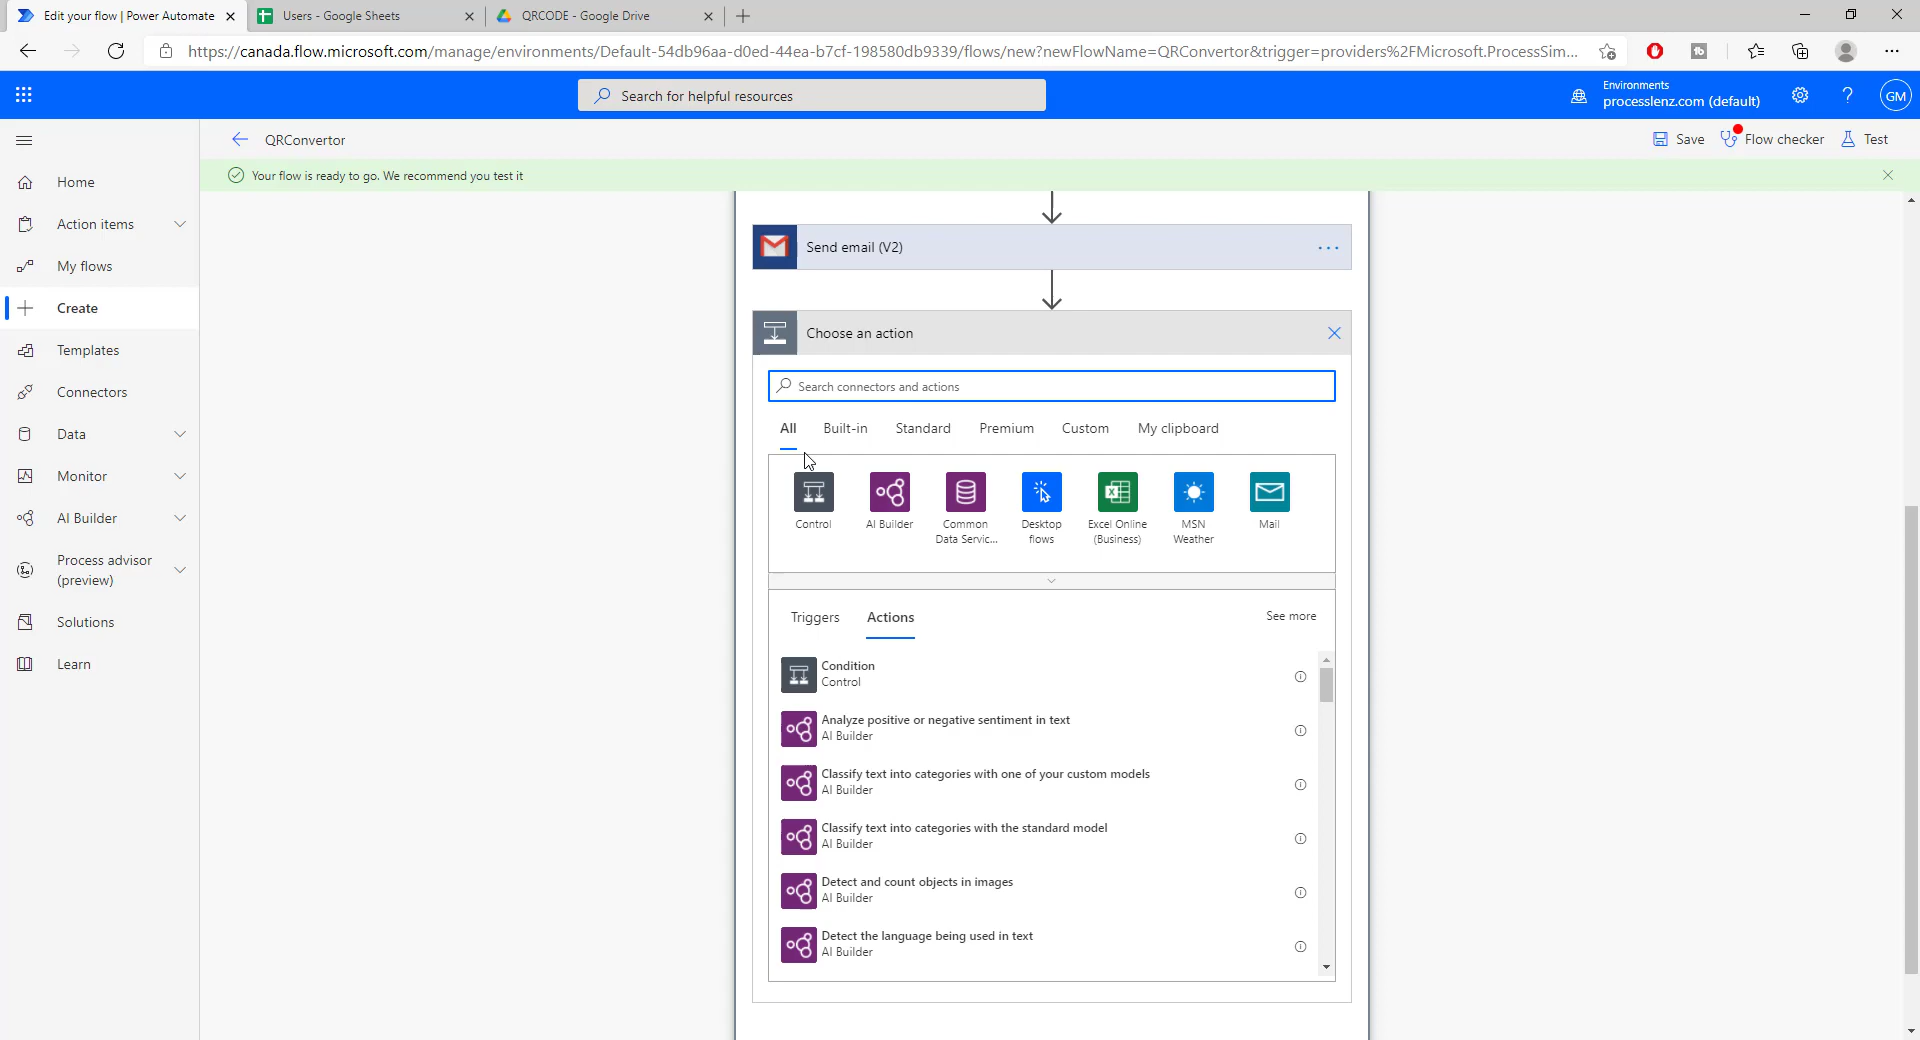 Edit your flow | Power Automate
Users - Google Sheets
QRCODE - Google Drive
https://canada.flow.microsoft.com/manage/environments/Default-54db96aa-d0ed-44ea-b7cf-198580db9339/flows/new?newFlowName=QRConvertor&trigger=providers%2FMicrosoft.ProcessSim...
Search for helpful resources
Environments
processlenz.com (default)
GM
QRConvertor
Save
Flow checker
Test
Your flow is ready to go. We recommend you test it
Home
Action items
My flows
Create
Templates
Connectors
Data
Monitor
AI Builder
Process advisor
(preview)
Solutions
Learn
Send email (V2)
Choose an action
Search connectors and actions
All
Built-in
Standard
Premium
Custom
My clipboard
Control
AI Builder
Common
Data Servic...
Desktop
flows
Excel Online
(Business)
MSN
Weather
Mail
Triggers
Actions
See more
Condition
Control
Analyze positive or negative sentiment in text
AI Builder
Classify text into categories with one of your custom models
AI Builder
Classify text into categories with the standard model
AI Builder
Detect and count objects in images
AI Builder
Detect the language being used in text
AI Builder